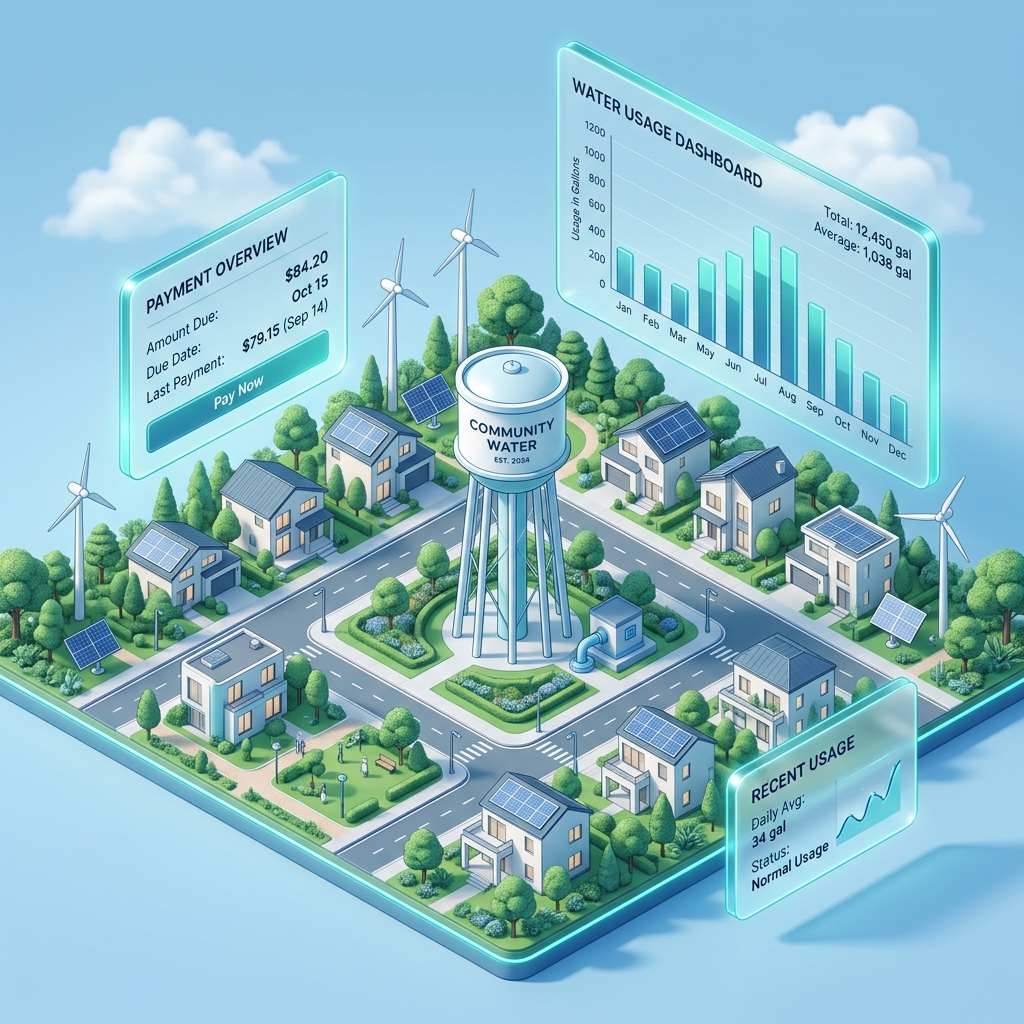 WATER USAGE DASHBOARD
Total: 12,450 gal
Average: 1,038 gal
Usage in Gallons
1200
1000
800
600
400
200
0
Jan Feb Mar May Jun Jul Aug Sep Oct Nov Dec
PAYMENT OVERVIEW
Amount Due: $84.20
Due Date: Oct 15
Last Payment: $79.15 (Sep 14)
Pay Now
COMMUNITY
WATER
EST. 2034
RECENT USAGE
Daily Avg:
34 gal
Status:
Normal Usage